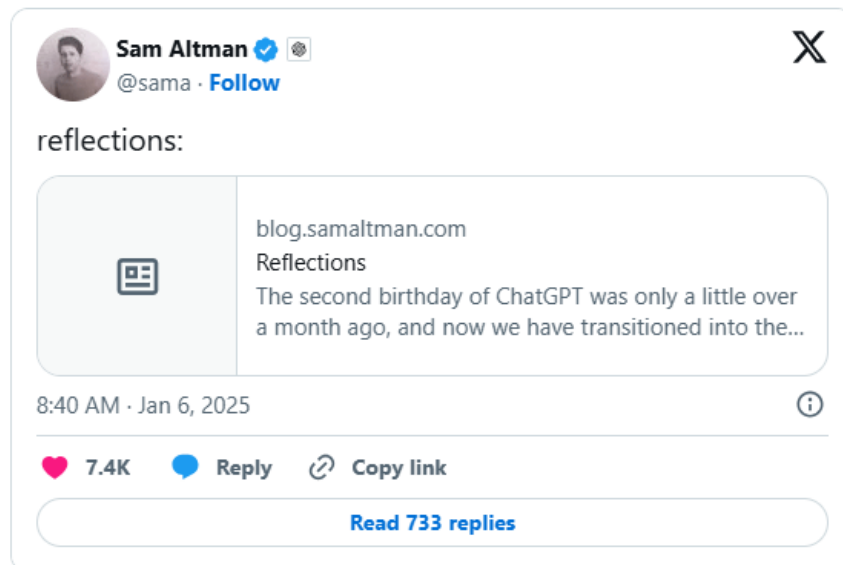 Sam Altman
@sama · Follow
reflections:
blog.samaltman.com
Reflections
The second birthday of ChatGPT was only a little over
a month ago, and now we have transitioned into the...
8:40 AM · Jan 6, 2025
7.4K Reply Copy link
Read 733 replies